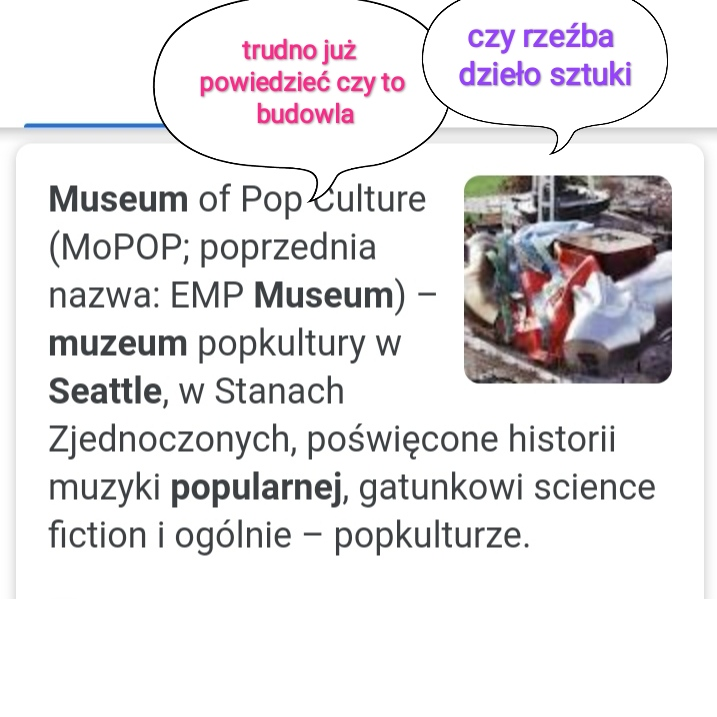 trudno już
powiedzieć czy to
budowla
czy rzeźba
dzieło sztuki
Museum of Pop Culture
(MoPOP; poprzednia
nazwa: EMP Museum) –
muzeum popkultury w
Seattle, w Stanach
Zjednoczonych, poświęcone historii
muzyki popularnej, gatunkowi science
fiction i ogólnie – popkulturze.